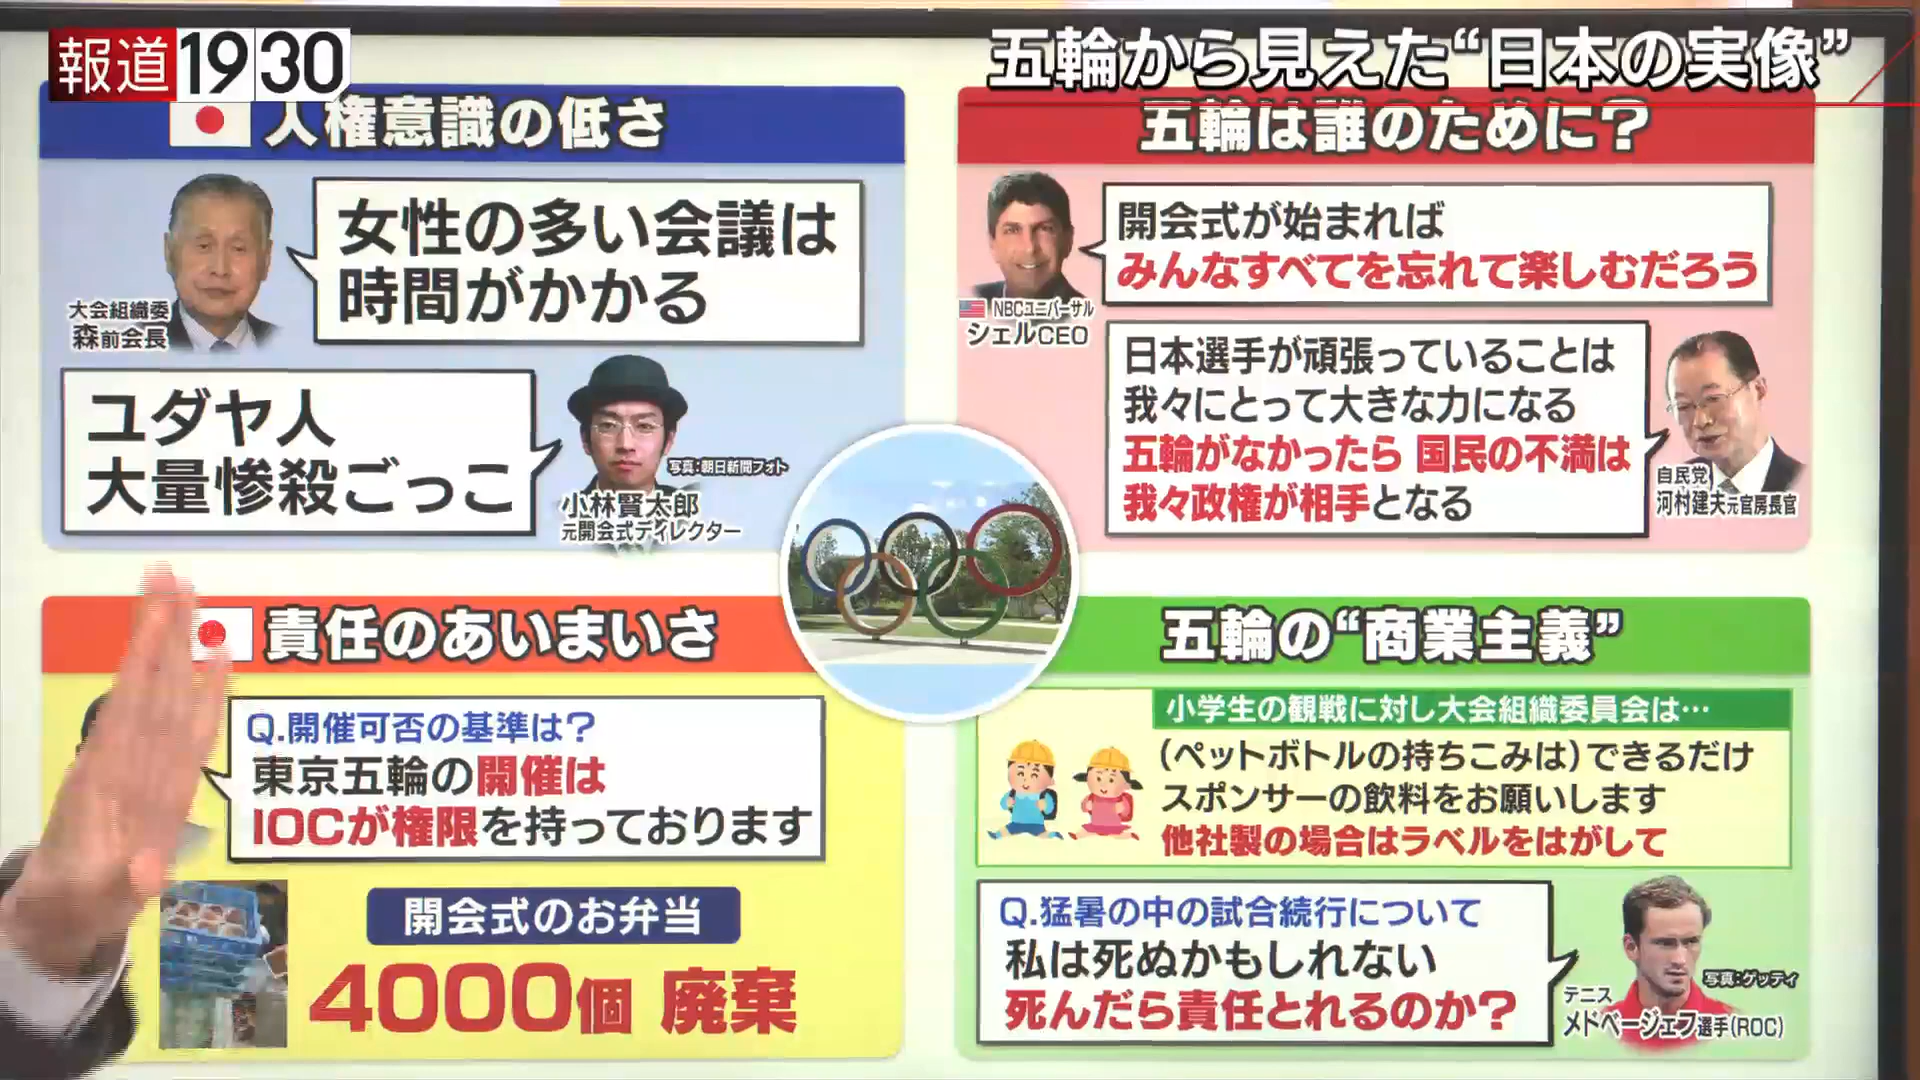 報道 19 30
五輪から見えた“日本の実像”
人権意識の低さ
女性の多い会議は
時間がかかる
大会組織委
森前会長
ユダヤ人
大量惨殺ごっこ
写真:朝日新聞フォト
小林賢太郎
元開会式ディレクター
五輪は誰のために?
開会式が始まれば
みんなすべてを忘れて楽しむだろう
NBCユニバーサル
シェルCEO
日本選手が頑張っていることは
我々にとって大きな力になる
五輪がなかったら 国民の不満は
我々政権が相手となる
自民党
河村建夫元官房長官
責任のあいまいさ
Q.開催可否の基準は?
東京五輪の開催は
IOCが権限を持っております
開会式のお弁当
4000個 廃棄
五輪の“商業主義”
小学生の観戦に対し大会組織委員会は…
(ペットボトルの持ちこみは)できるだけ
スポンサーの飲料をお願いします
他社製の場合はラベルをはがして
Q.猛暑の中の試合続行について
私は死ぬかもしれない
死んだら責任とれるのか?
写真:ゲッティ
テニス
メドベージェフ選手(ROC)